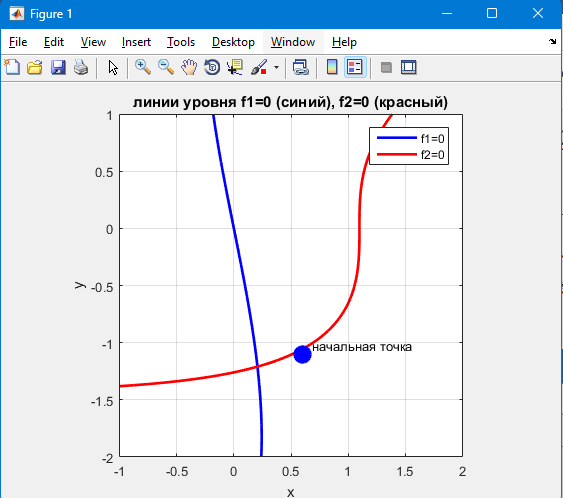 Figure 1
File Edit View Insert Tools Desktop Window Help
линии уровня f1=0 (синий), f2=0 (красный)
1
f1=0
f2=0
0.5
0
y
-0.5
-1
начальная точка
-1.5
-2
-1 -0.5 0 0.5 1 1.5 2
x